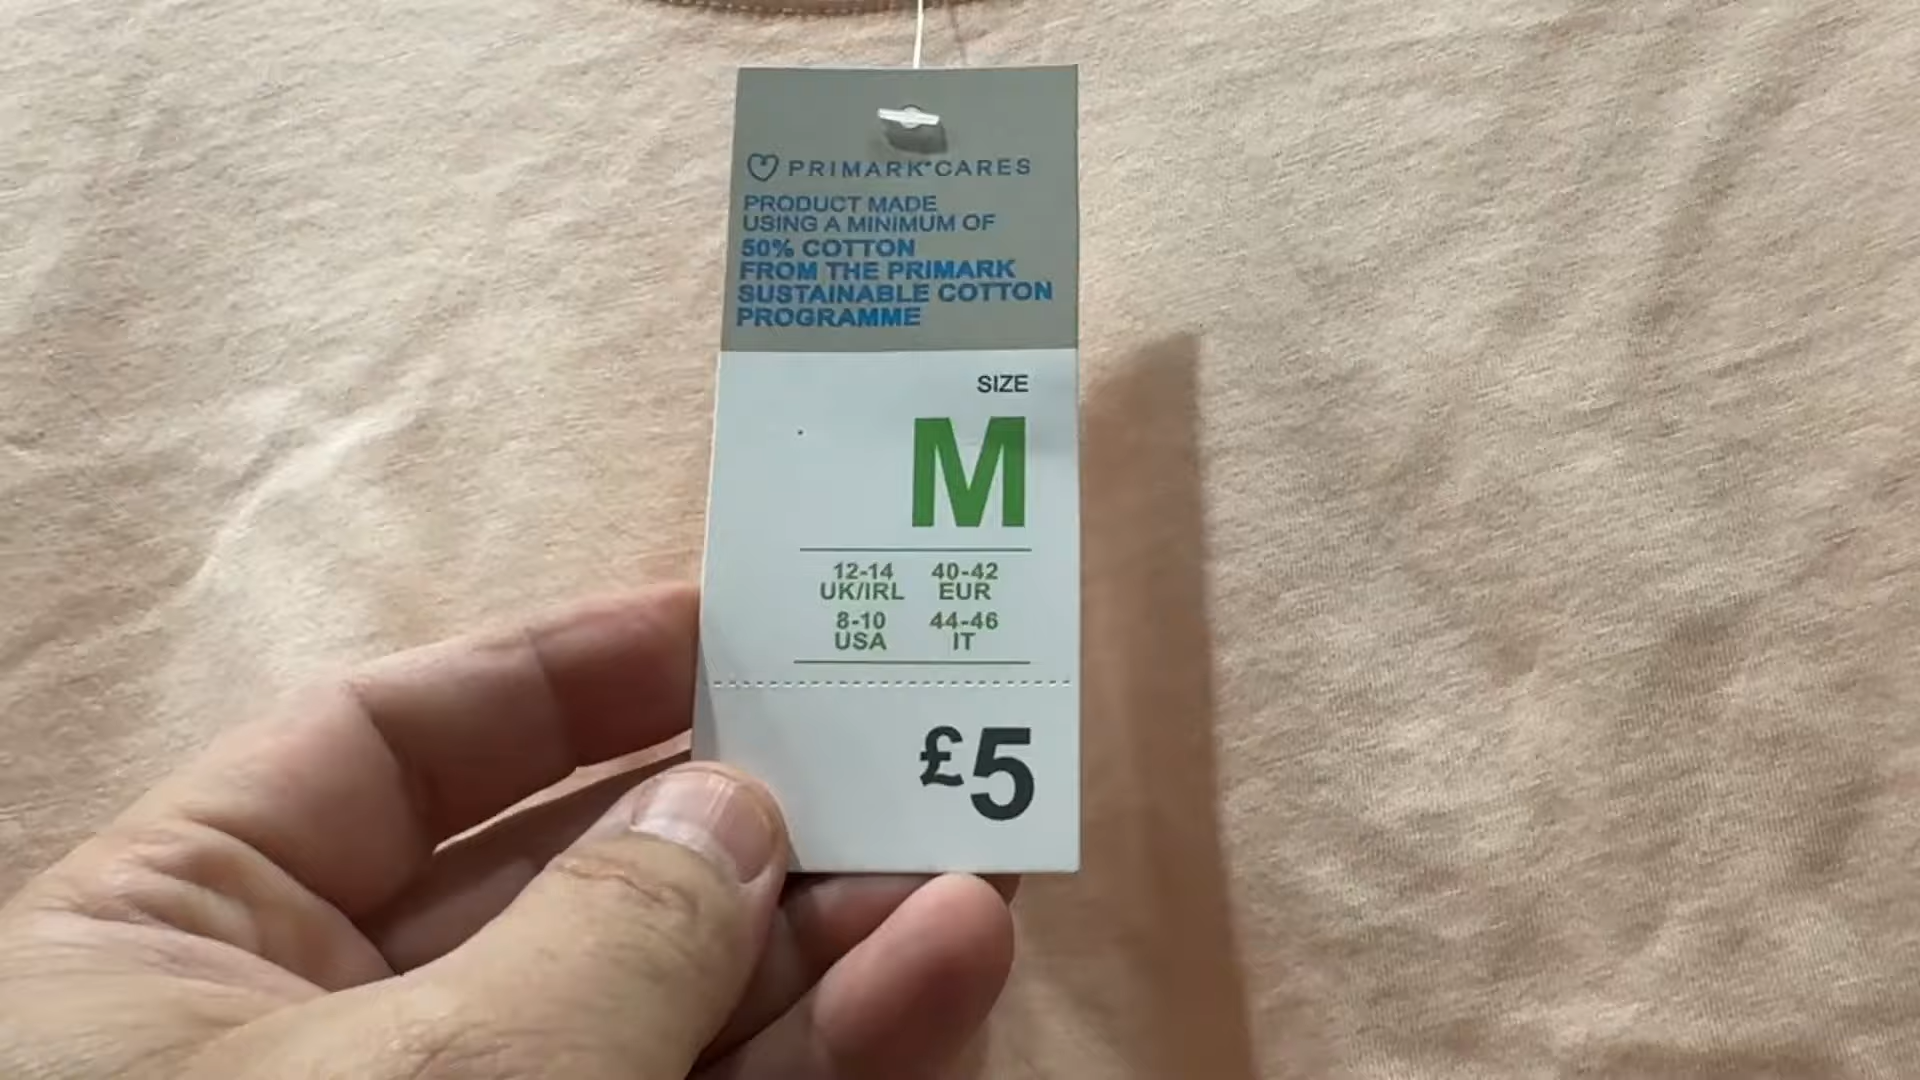 PRIMARK®CARES
PRODUCT MADE
USING A MINIMUM OF
50% COTTON
FROM THE PRIMARK
SUSTAINABLE COTTON
PROGRAMME
SIZE
M
12-14 40-42
UK/IRL EUR
8-10 44-46
USA IT
£5